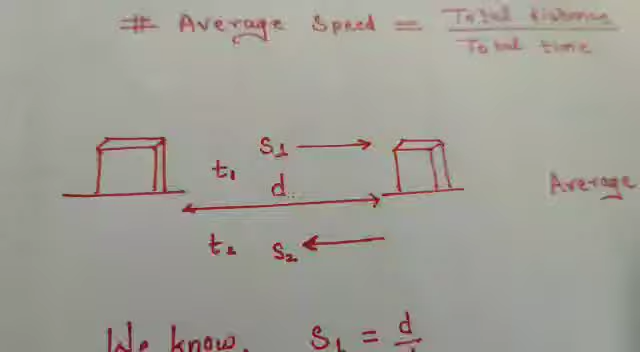 # Average Speed = Total distance / Total time
S1 →
t1
d
Average
t2 S2 ←
We know, S1 = d